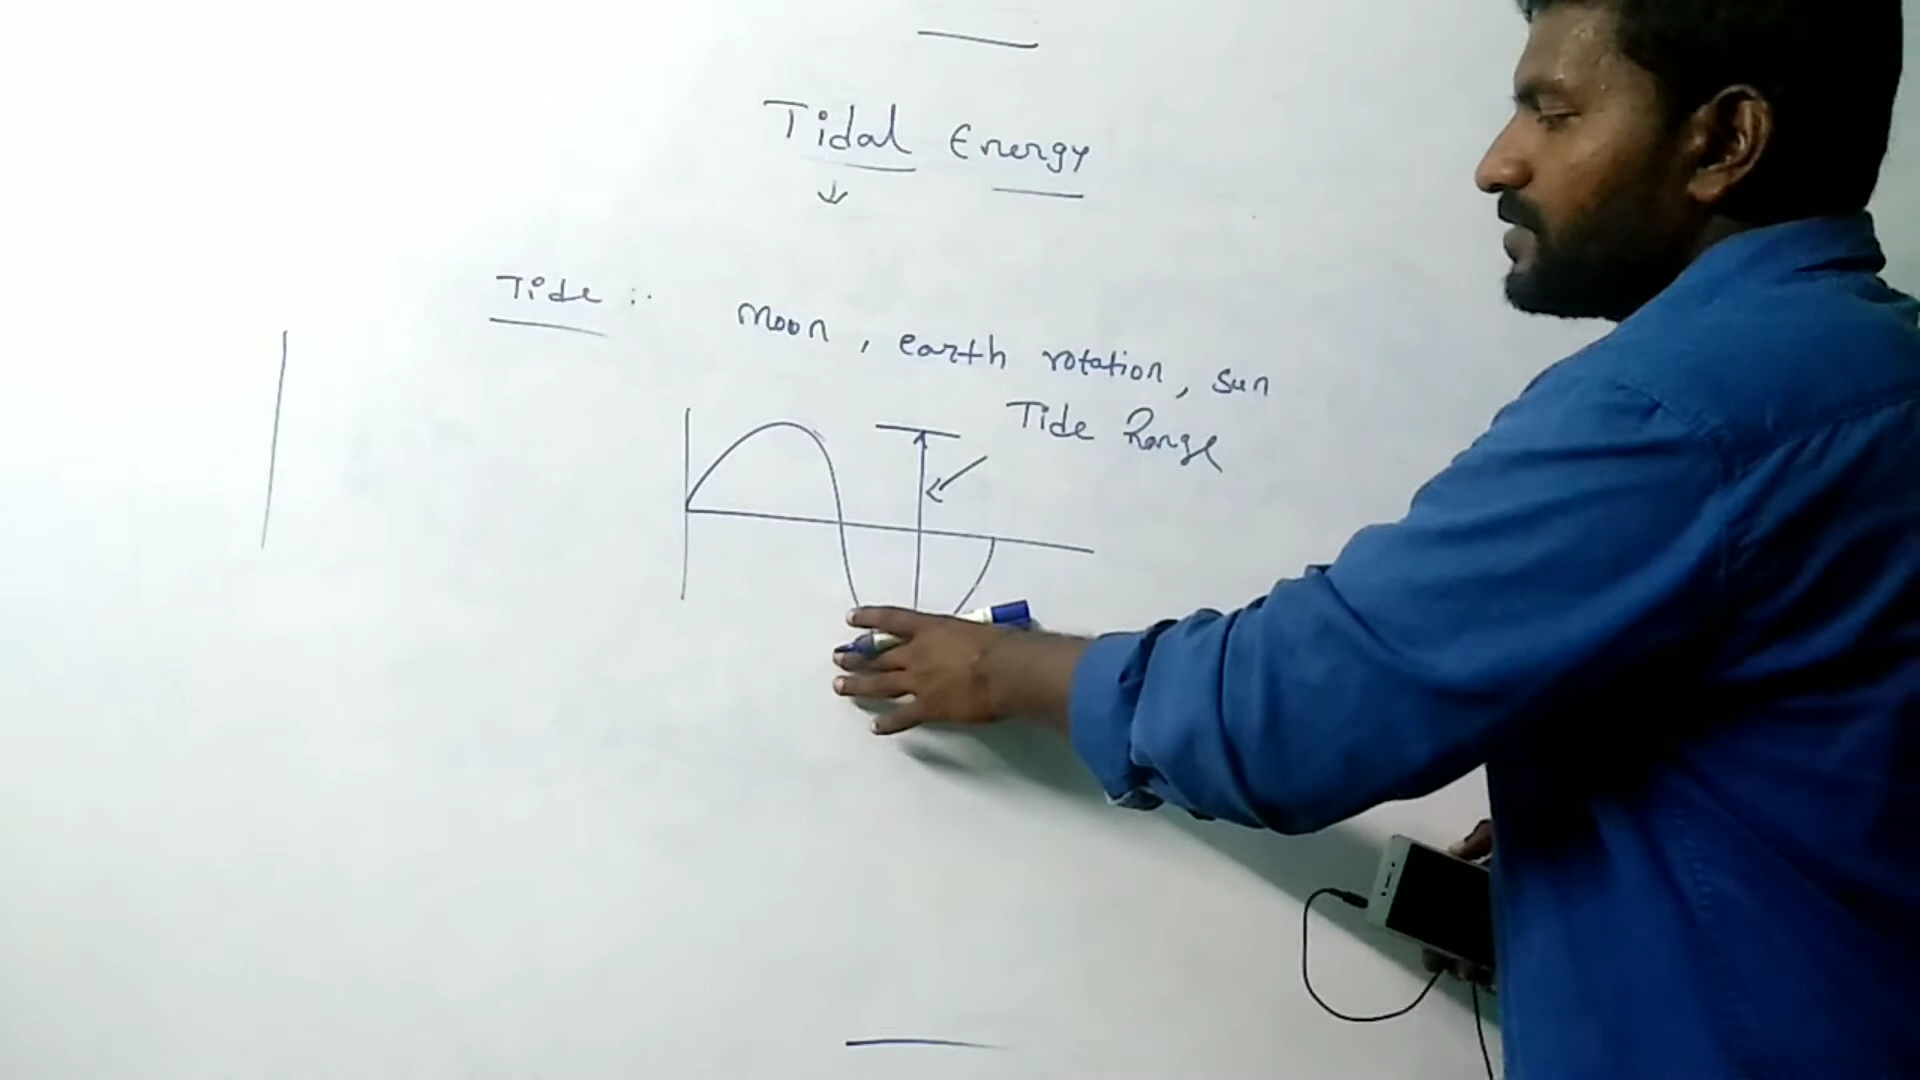 Tidal Energy
Tide :-
Moon, earth rotation, sun
Tide Range